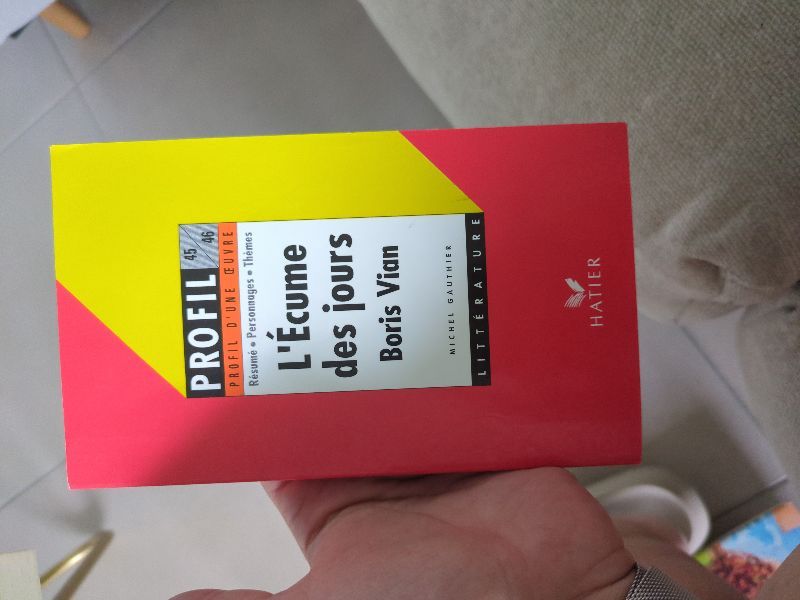 PROFIL 45/46
PROFIL D'UNE ŒUVRE
Résumé • Personnages • Thèmes
L'Écume
des jours
Boris Vian
MICHEL GAUTHIER
LITTÉRATURE
HATIER